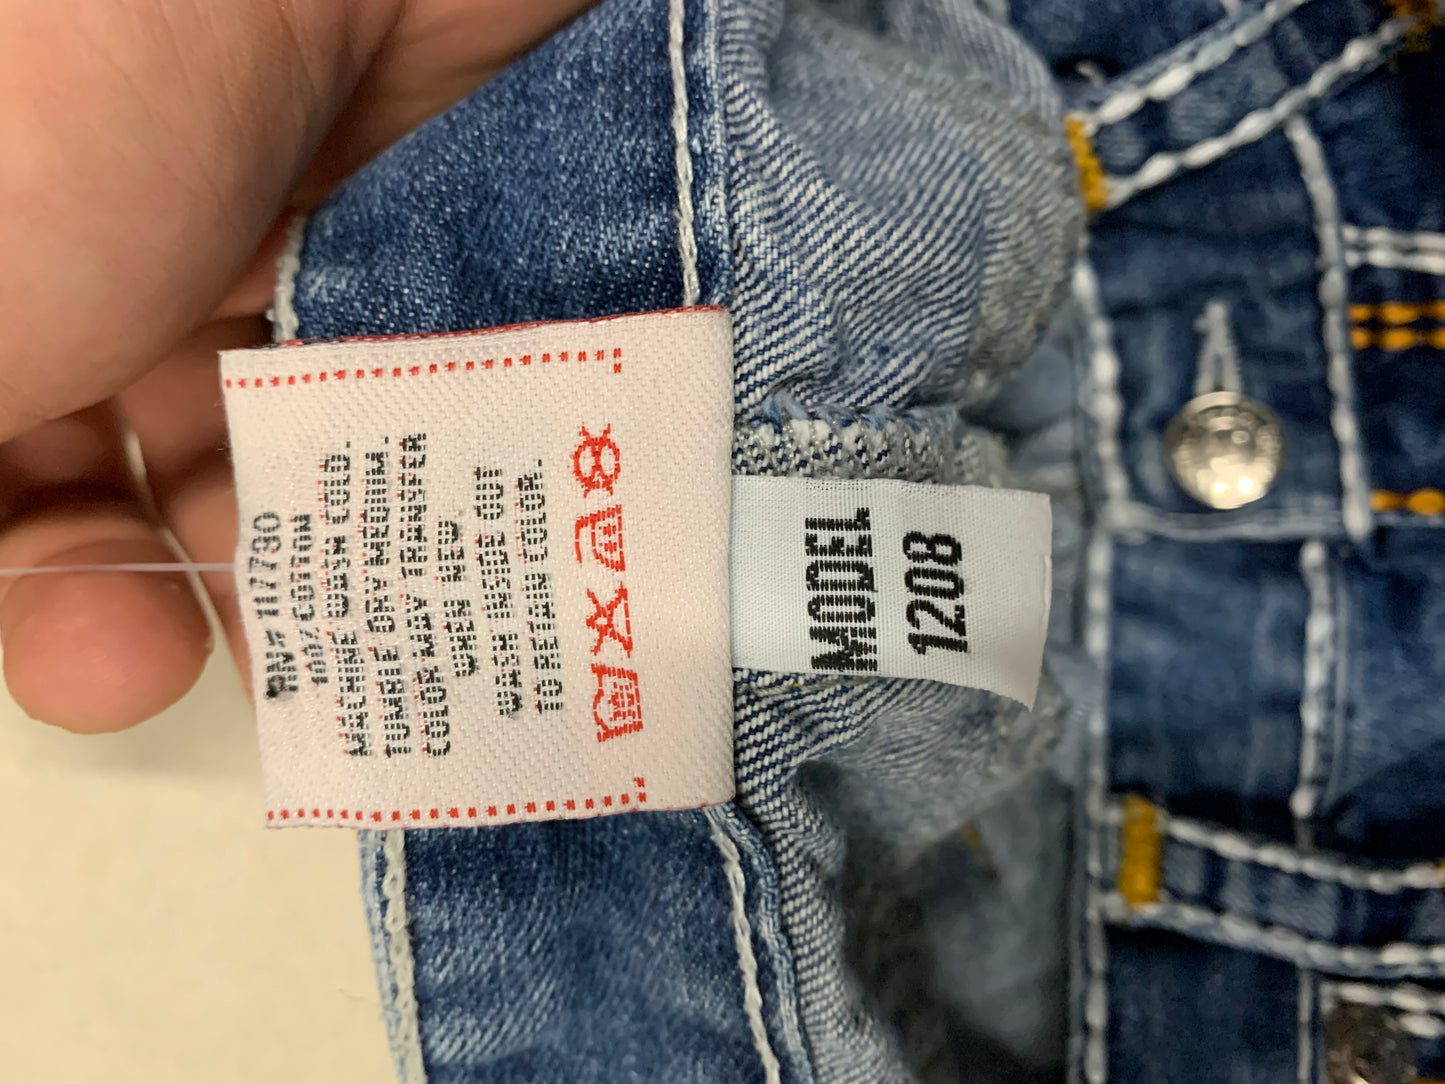 RN# 117730
100% COTTON
MACHINE WASH COLD.
TUMBLE DRY MEDIUM.
COLOR MAY TRANSFER
WHEN NEW.
WASH INSIDE OUT
TO RETAIN COLOR.
MODEL
1208